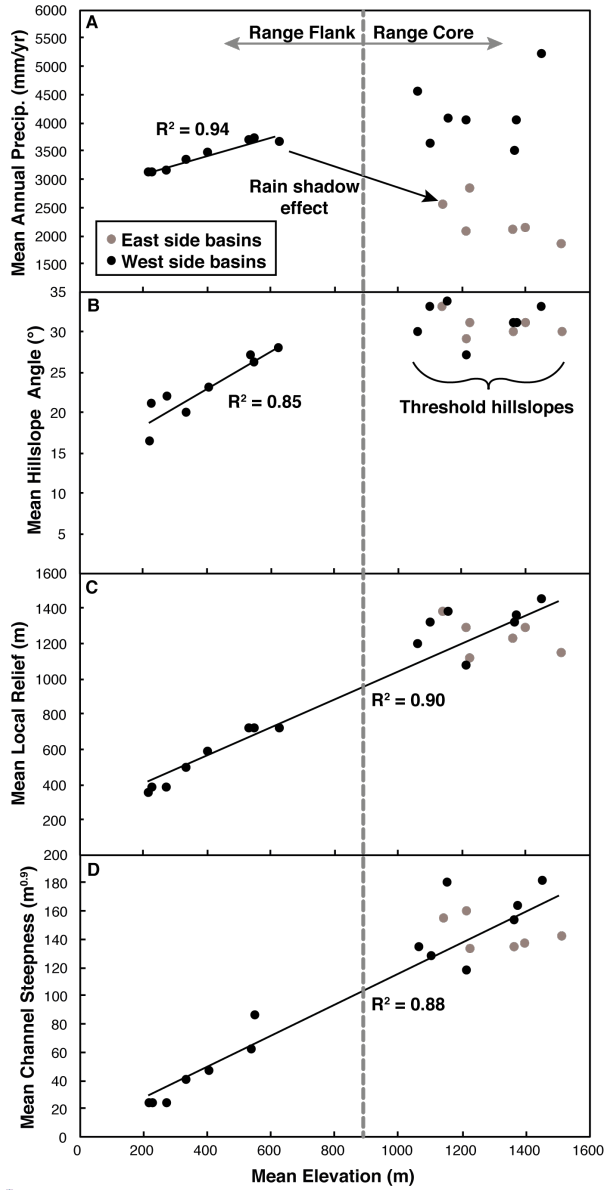 6000
5500
5000
4500
4000
3500
3000
2500
2000
1500
Mean Annual Precip. (mm/yr)
A
Range Flank
Range Core
R² = 0.94
Rain shadow
effect
East side basins
West side basins
35
30
25
20
15
10
5
Mean Hillslope Angle (°)
B
R² = 0.85
Threshold hillslopes
1600
1400
1200
1000
800
600
400
200
Mean Local Relief (m)
C
R² = 0.90
200
180
160
140
120
100
80
60
40
20
0
Mean Channel Steepness (m⁰·⁹)
D
R² = 0.88
0
200
400
600
800
1000
1200
1400
1600
Mean Elevation (m)